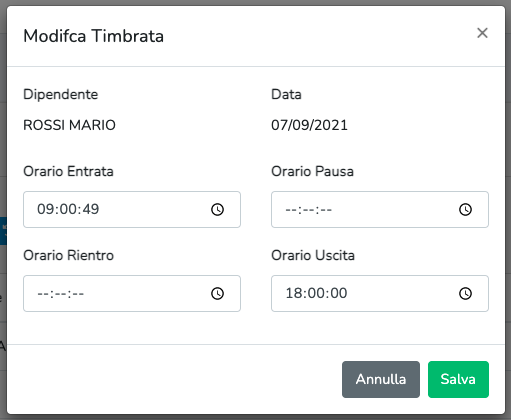 Modifca Timbrata ×
Dipendente Data
ROSSI MARIO 07/09/2021
Orario Entrata Orario Pausa
09:00:49 --:--:--
Orario Rientro Orario Uscita
--:--:-- 18:00:00
Annulla Salva